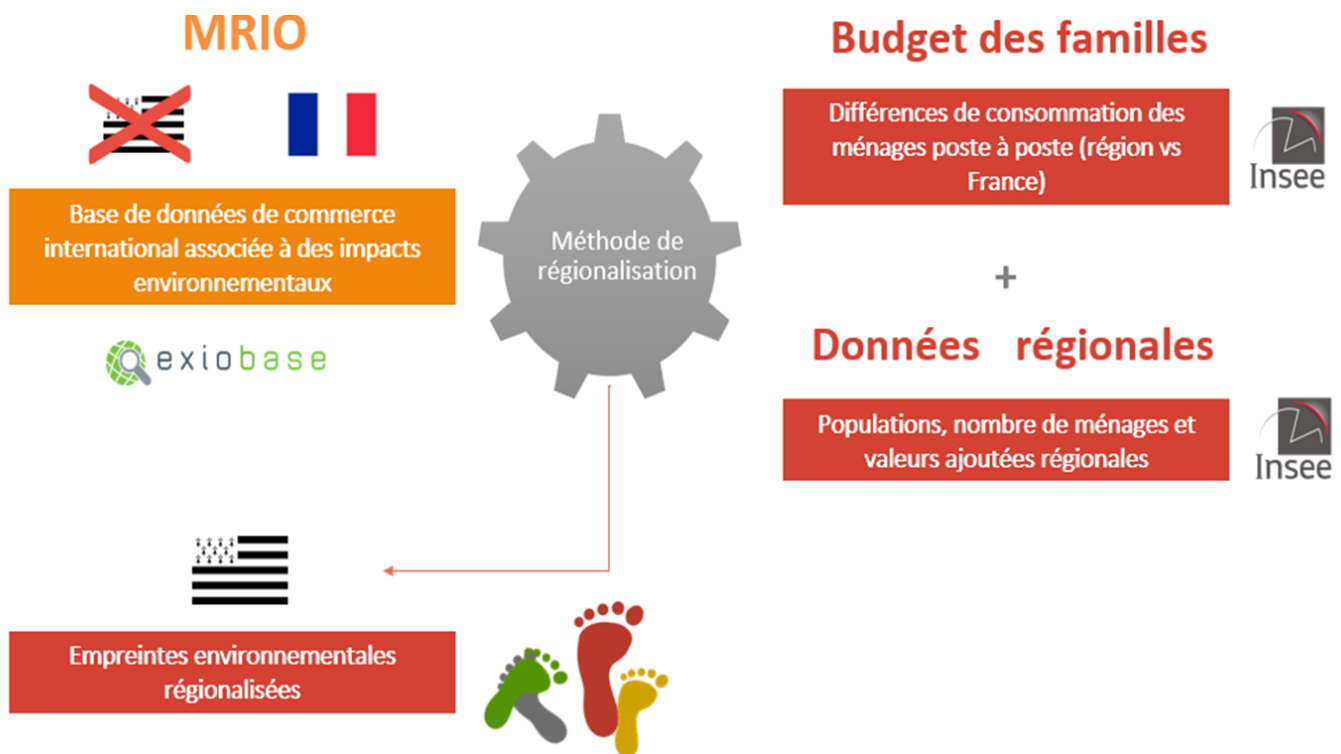 MRIO
Base de données de commerce
international associée à des impacts
environnementaux
exiobase
Méthode de
régionalisation
Budget des familles
Différences de consommation des
ménages poste à poste (région vs
France)
Insee
+
Données régionales
Populations, nombre de ménages et
valeurs ajoutées régionales
Insee
Empreintes environnementales
régionalisées